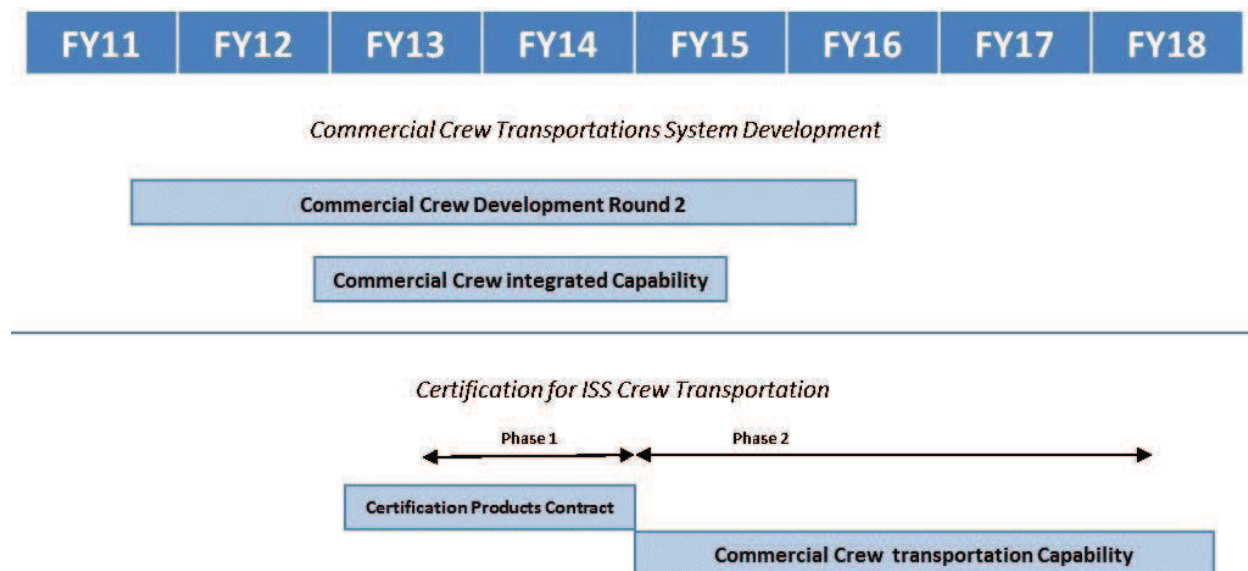 FY11 FY12 FY13 FY14 FY15 FY16 FY17 FY18
Commercial Crew Transportations System Development
Commercial Crew Development Round 2
Commercial Crew integrated Capability
Certification for ISS Crew Transportation
Phase 1 Phase 2
Certification Products Contract
Commercial Crew transportation Capability